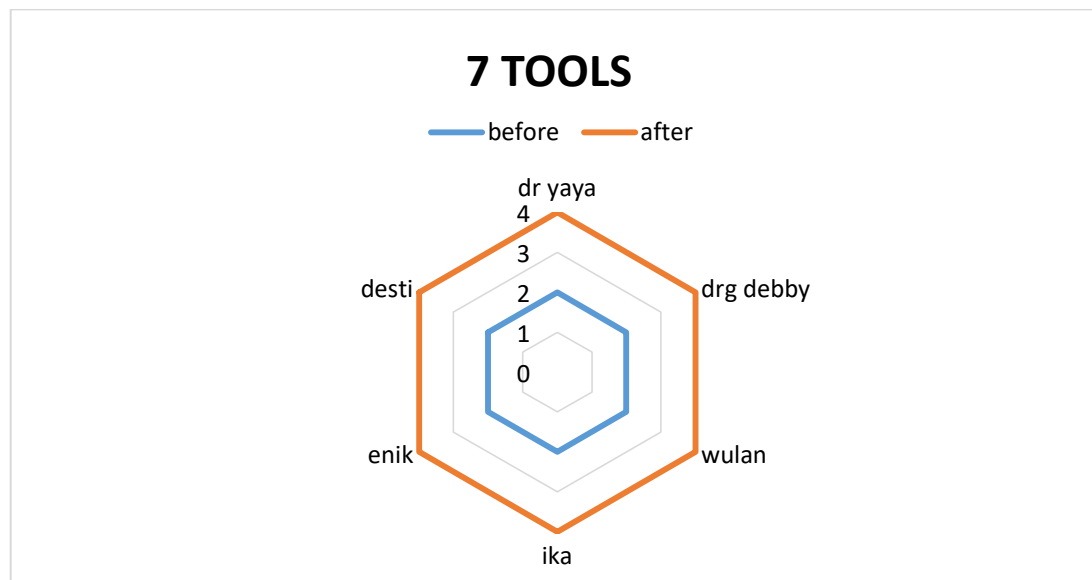 7 TOOLS
before after
dr yaya
4
3
desti drg debby
2
1
0
enik wulan
ika